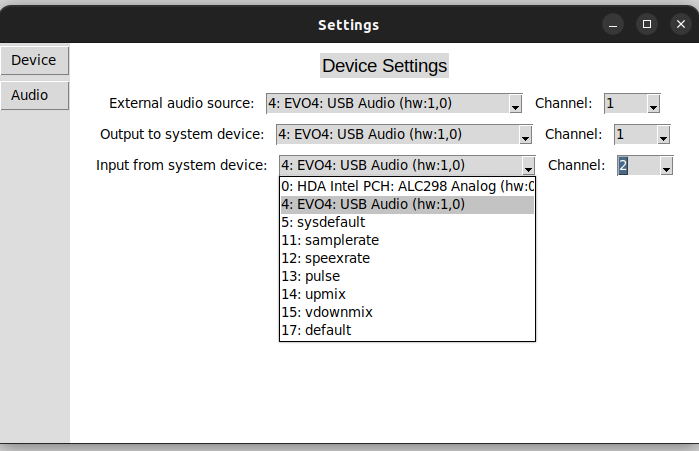 Settings
Device
Device Settings
Audio
External audio source: 4: EVO4: USB Audio (hw:1,0) Channel: 1
Output to system device: 4: EVO4: USB Audio (hw:1,0) Channel: 1
Input from system device: 4: EVO4: USB Audio (hw:1,0) Channel: 2
0: HDA Intel PCH: ALC298 Analog (hw:0
4: EVO4: USB Audio (hw:1,0)
5: sysdefault
11: samplerate
12: speexrate
13: pulse
14: upmix
15: vdownmix
17: default